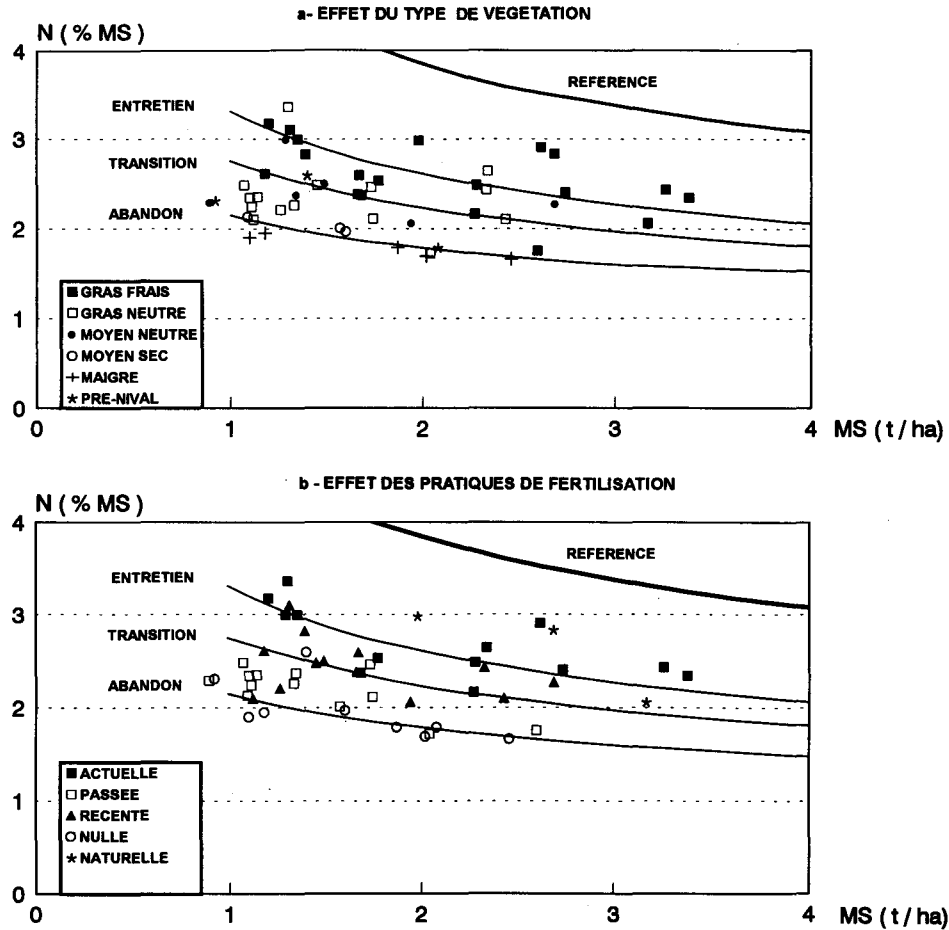 a- EFFET DU TYPE DE VEGETATION
N ( % MS )
4
REFERENCE
ENTRETIEN
3
TRANSITION
ABANDON
2
GRAS FRAIS
GRAS NEUTRE
MOYEN NEUTRE
MOYEN SEC
MAIGRE
PRE-NIVAL
1
0
0 1 2 3 4 MS ( t / ha)
b - EFFET DES PRATIQUES DE FERTILISATION
N ( % MS )
4
REFERENCE
ENTRETIEN
3
TRANSITION
ABANDON
2
ACTUELLE
PASSEE
RECENTE
NULLE
NATURELLE
1
0
0 1 2 3 4 MS ( t / ha)